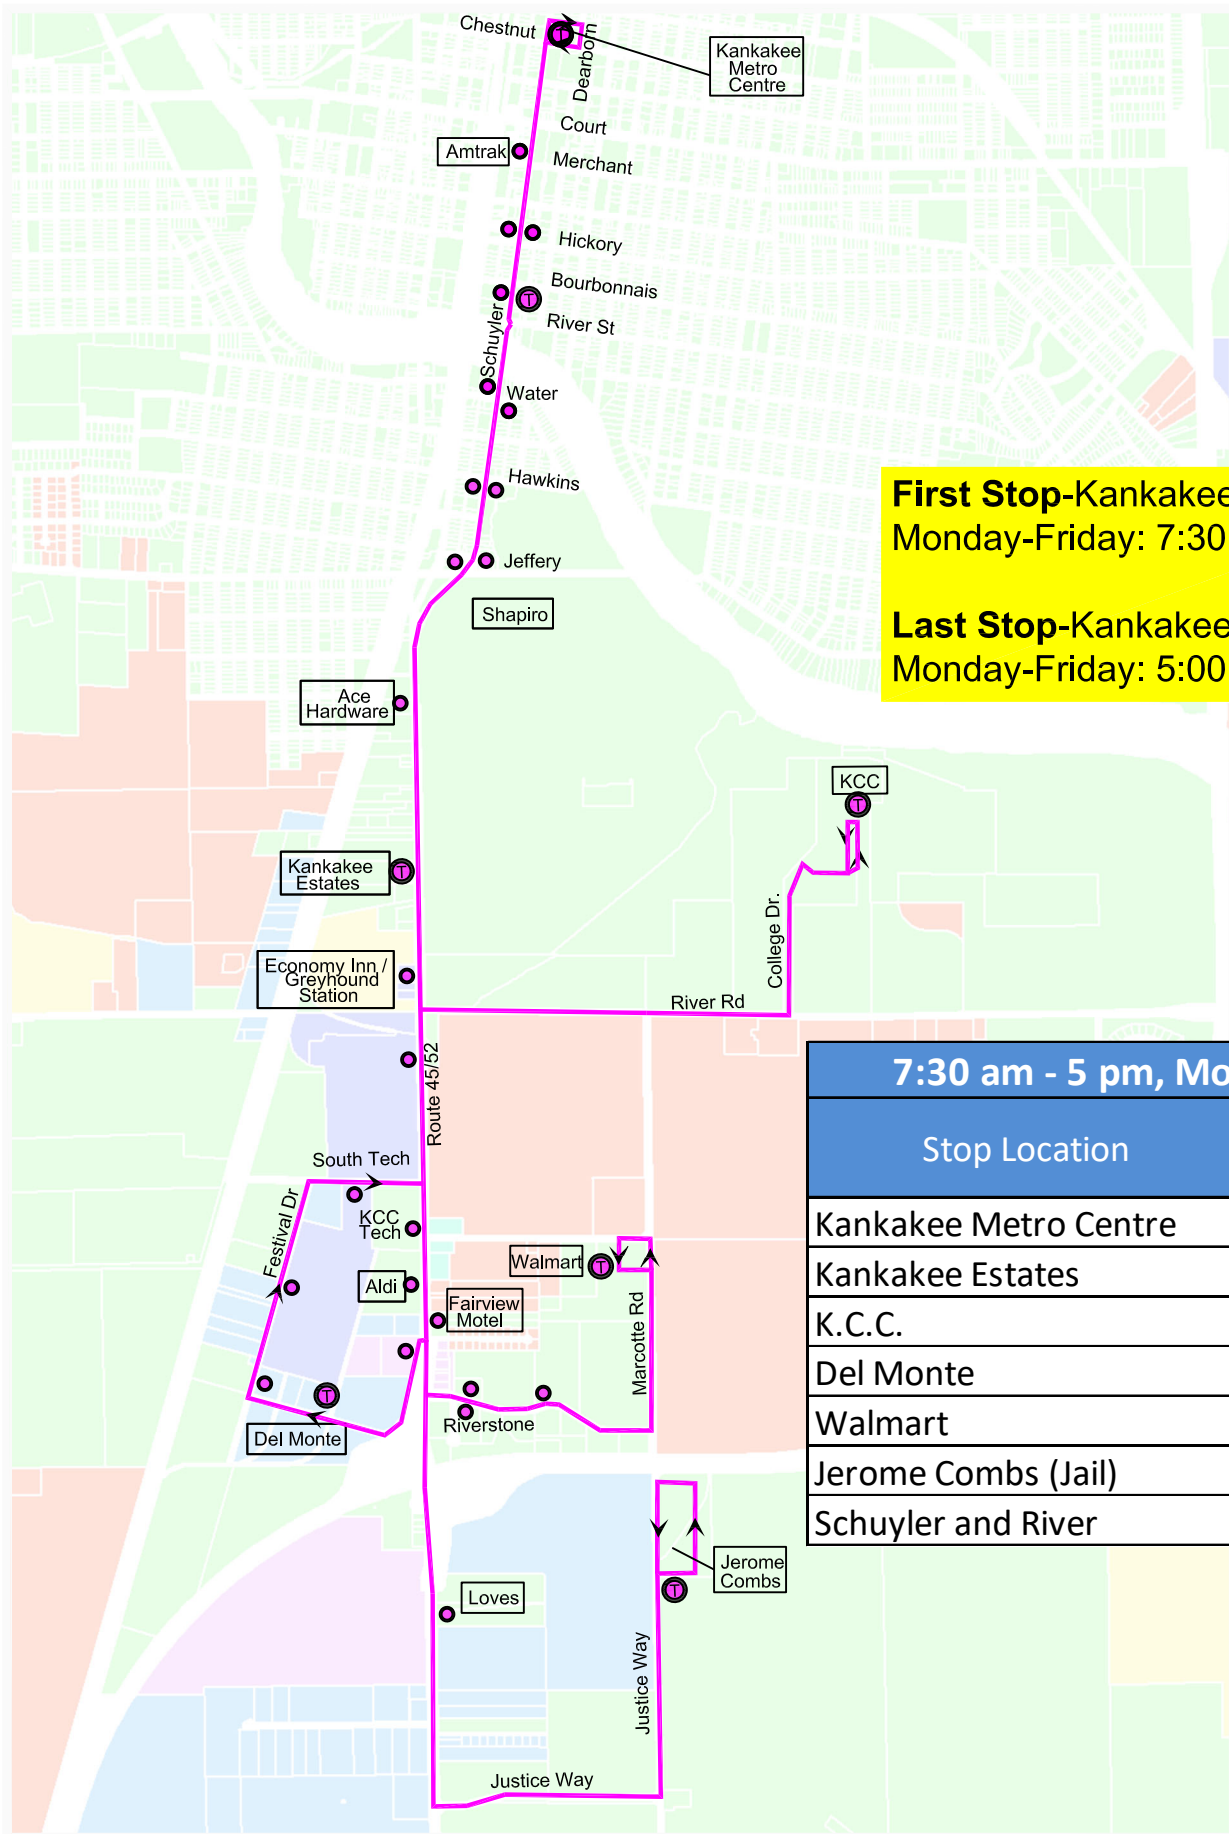 Chestnut
T
Kankakee
Metro
Centre
Dearborn
Court
Amtrak
Merchant
Hickory
Bourbonnais
T
River St
Schuyler
Water
Hawkins
Jeffery
Shapiro
First Stop-Kankakee
Monday-Friday: 7:30
Last Stop-Kankakee
Monday-Friday: 5:00
Ace
Hardware
KCC
T
Kankakee
Estates
T
College Dr.
Economy Inn /
Greyhound
Station
River Rd
Route 45/52
7:30 am - 5 pm, Mo
Stop Location
Kankakee Metro Centre
Kankakee Estates
K.C.C.
Del Monte
Walmart
Jerome Combs (Jail)
Schuyler and River
South Tech
Festival Dr
KCC
Tech
Walmart
T
Aldi
Fairview
Motel
Marcotte Rd
T
Del Monte
Riverstone
Jerome
Combs
T
Loves
Justice Way
Justice Way